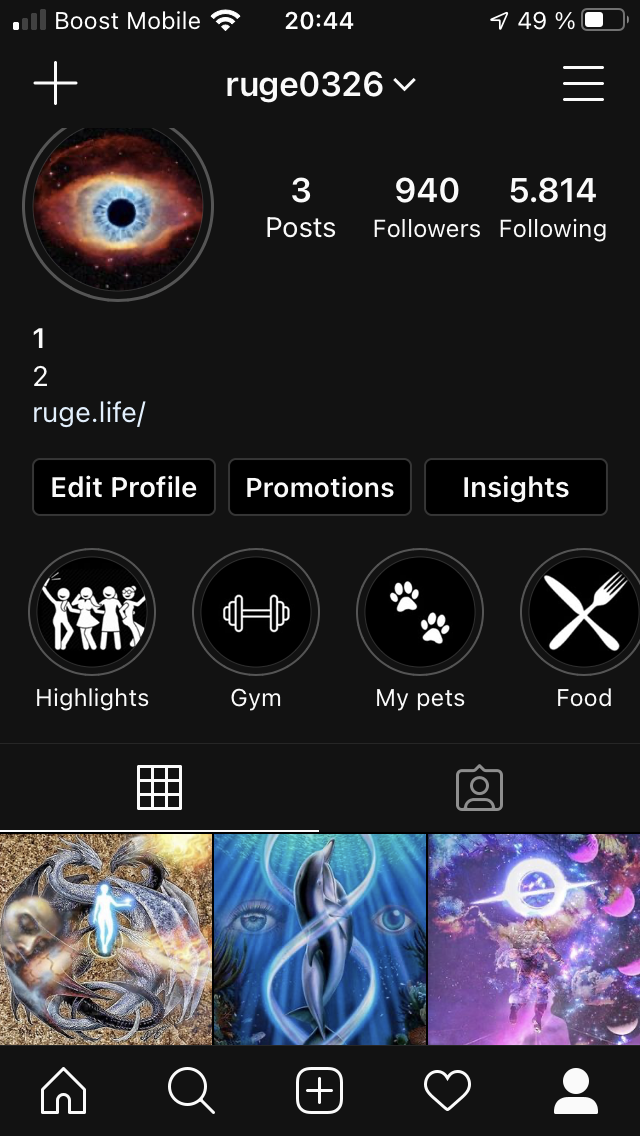 Boost Mobile 20:44 49 %
ruge0326
3 940 5.814
Posts Followers Following
1
2
ruge.life/
Edit Profile Promotions Insights
Highlights Gym My pets Food